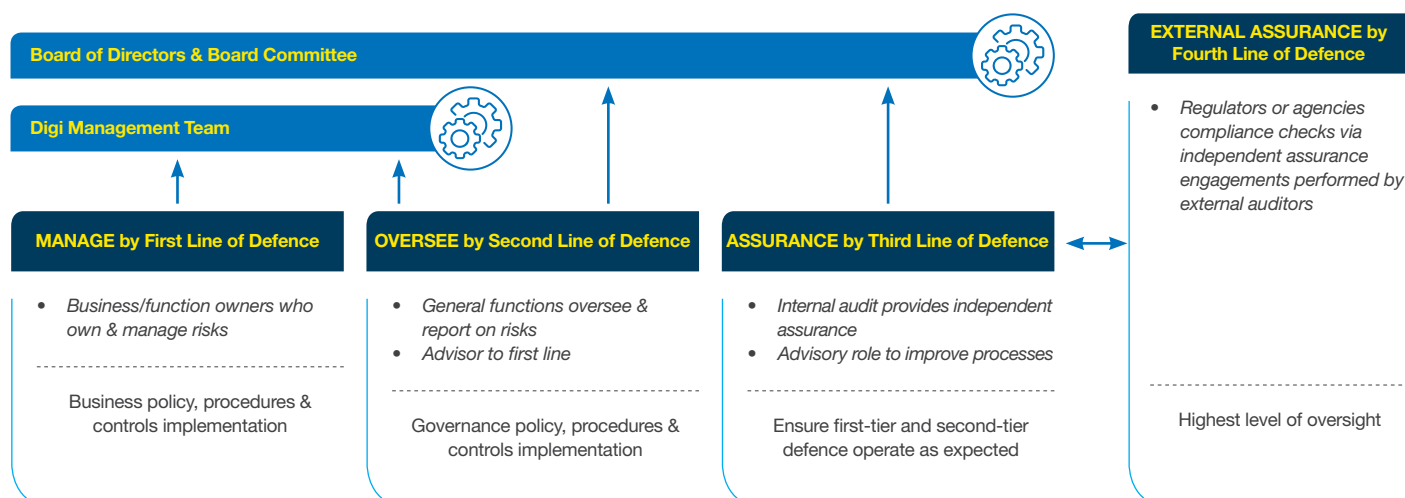 Board of Directors & Board Committee
Digi Management Team
MANAGE by First Line of Defence
• Business/function owners who
own & manage risks
Business policy, procedures &
controls implementation
OVERSEE by Second Line of Defence
• General functions oversee &
report on risks
• Advisor to first line
Governance policy, procedures &
controls implementation
ASSURANCE by Third Line of Defence
• Internal audit provides independent
assurance
• Advisory role to improve processes
Ensure first-tier and second-tier
defence operate as expected
EXTERNAL ASSURANCE by
Fourth Line of Defence
• Regulators or agencies
compliance checks via
independent assurance
engagements performed by
external auditors
Highest level of oversight